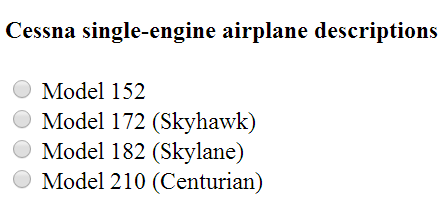 Cessna single-engine airplane descriptions
Model 152
Model 172 (Skyhawk)
Model 182 (Skylane)
Model 210 (Centurian)